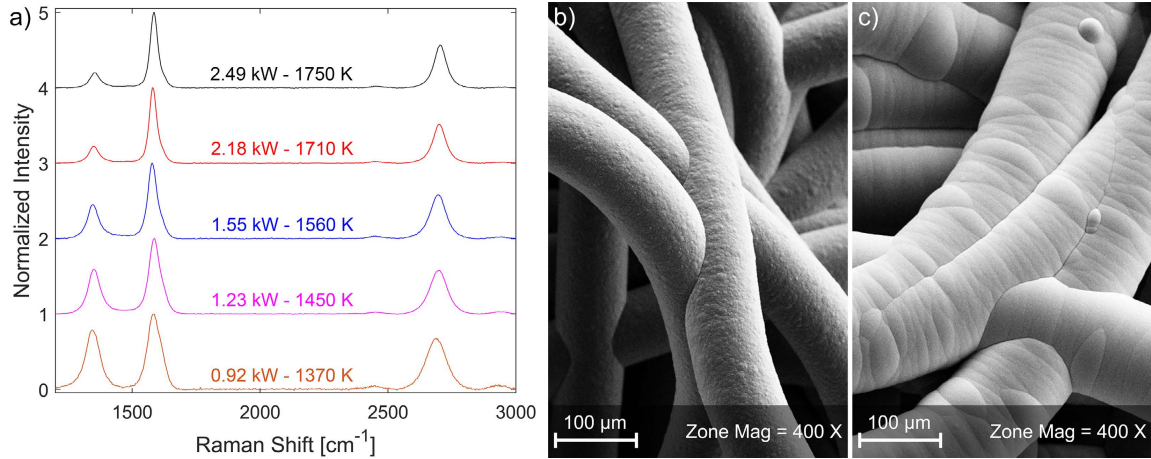 a)
5
4
3
2
1
0
Normalized Intensity
2.49 kW - 1750 K
2.18 kW - 1710 K
1.55 kW - 1560 K
1.23 kW - 1450 K
0.92 kW - 1370 K
1500
2000
2500
3000
Raman Shift [cm⁻¹]
b)
100 µm
Zone Mag = 400 X
c)
100 µm
Zone Mag = 400 X